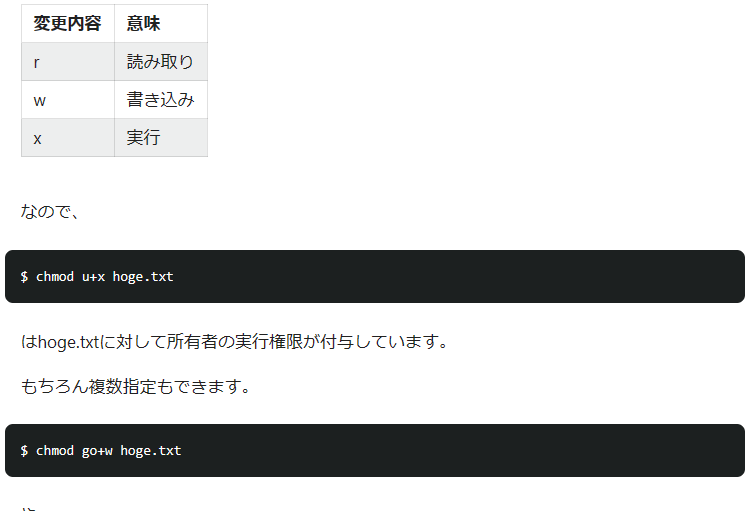 変更内容 意味
r 読み取り
w 書き込み
x 実行
なので、
$ chmod u+x hoge.txt
はhoge.txtに対して所有者の実行権限が付与しています。
もちろん複数指定もできます。
$ chmod go+w hoge.txt